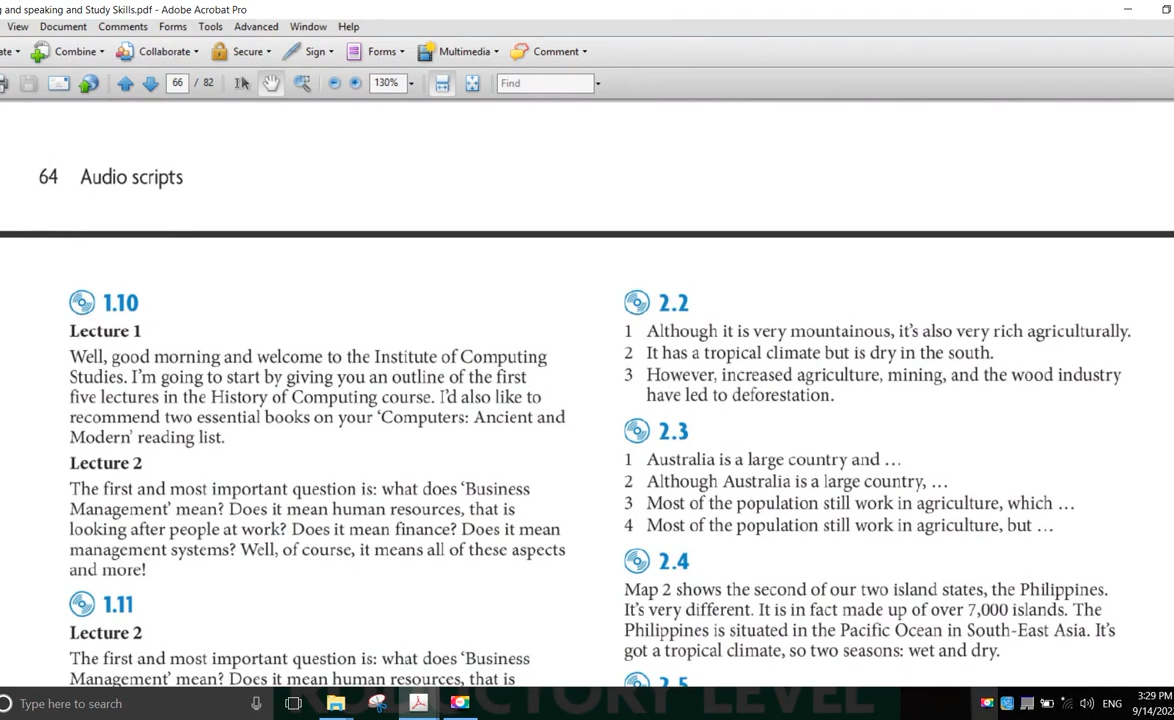 g and speaking and Study Skills.pdf - Adobe Acrobat Pro
View Document Comments Forms Tools Advanced Window Help
Combine Collaborate Secure Sign Forms Multimedia Comment
66 / 82 130% Find
64 Audio scripts
1.10
Lecture 1
Well, good morning and welcome to the Institute of Computing
Studies. I'm going to start by giving you an outline of the first
five lectures in the History of Computing course. I'd also like to
recommend two essential books on your 'Computers: Ancient and
Modern' reading list.
Lecture 2
The first and most important question is: what does 'Business
Management' mean? Does it mean human resources, that is
looking after people at work? Does it mean finance? Does it mean
management systems? Well, of course, it means all of these aspects
and more!
1.11
Lecture 2
The first and most important question is: what does 'Business
Management' mean? Does it mean human resources, that is
2.2
1 Although it is very mountainous, it's also very rich agriculturally.
2 It has a tropical climate but is dry in the south.
3 However, increased agriculture, mining, and the wood industry
have led to deforestation.
2.3
1 Australia is a large country and ...
2 Although Australia is a large country, ...
3 Most of the population still work in agriculture, which ...
4 Most of the population still work in agriculture, but ...
2.4
Map 2 shows the second of our two island states, the Philippines.
It's very different. It is in fact made up of over 7,000 islands. The
Philippines is situated in the Pacific Ocean in South-East Asia. It's
got a tropical climate, so two seasons: wet and dry.
2.5
Type here to search
LEVEL
ENG
3:29 PM
9/14/202